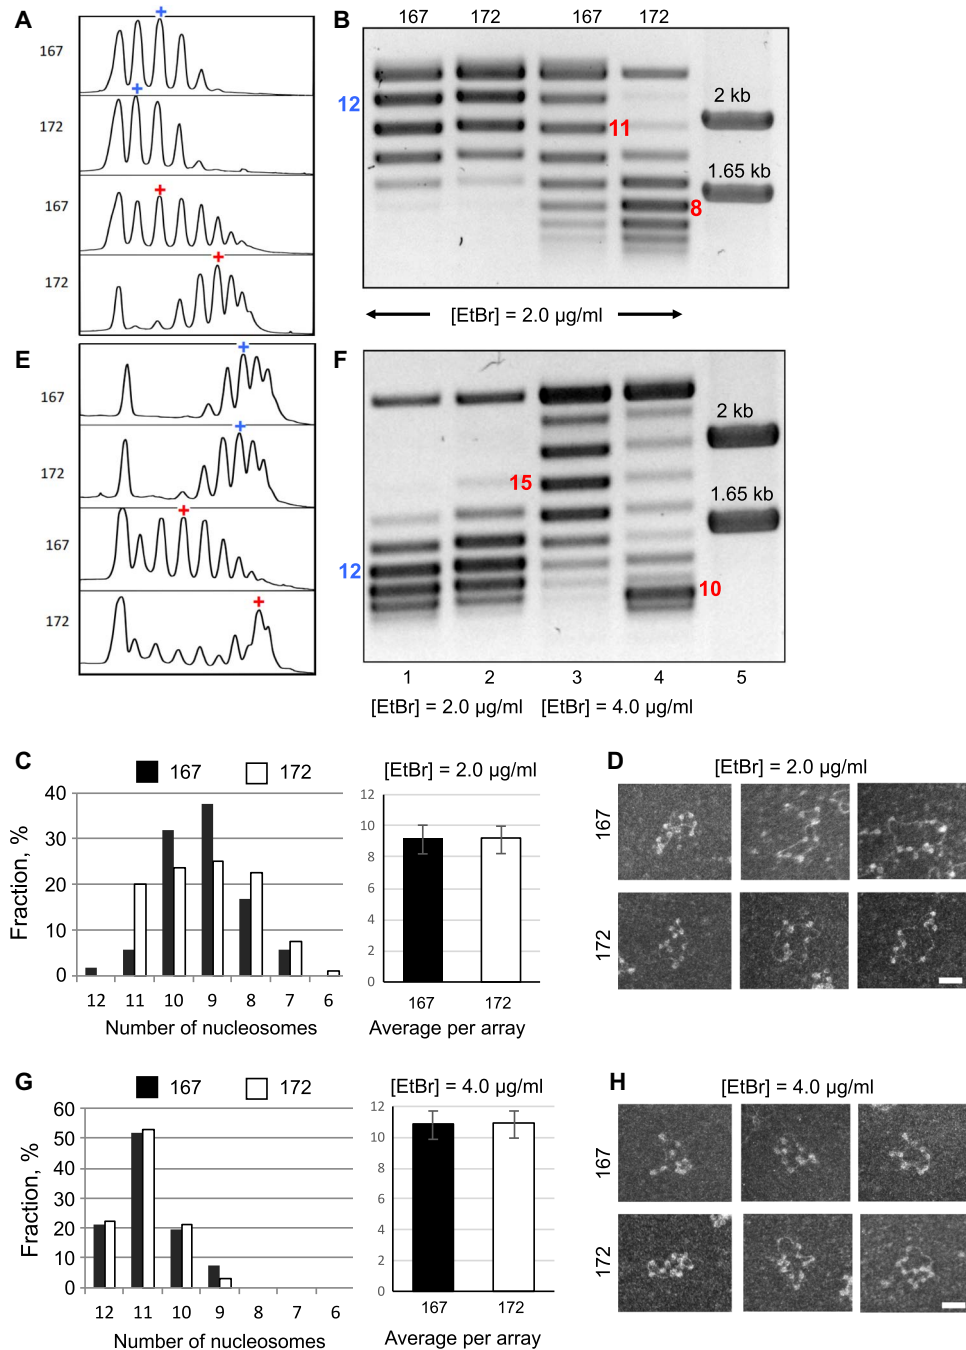 A
167
172
167
172
B
167 172 167 172
12
11
8
2 kb
1.65 kb
[EtBr] = 2.0 µg/ml
E
167
172
167
172
F
15
12
10
2 kb
1.65 kb
1 2 3 4 5
[EtBr] = 2.0 µg/ml [EtBr] = 4.0 µg/ml
C
167 172
Fraction, %
40
30
20
10
0
12 11 10 9 8 7 6
Number of nucleosomes
[EtBr] = 2.0 µg/ml
12
10
8
6
4
2
0
167 172
Average per array
D
[EtBr] = 2.0 µg/ml
167
172
G
167 172
Fraction, %
60
50
40
30
20
10
0
12 11 10 9 8 7 6
Number of nucleosomes
[EtBr] = 4.0 µg/ml
12
10
8
6
4
2
0
167 172
Average per array
H
[EtBr] = 4.0 µg/ml
167
172